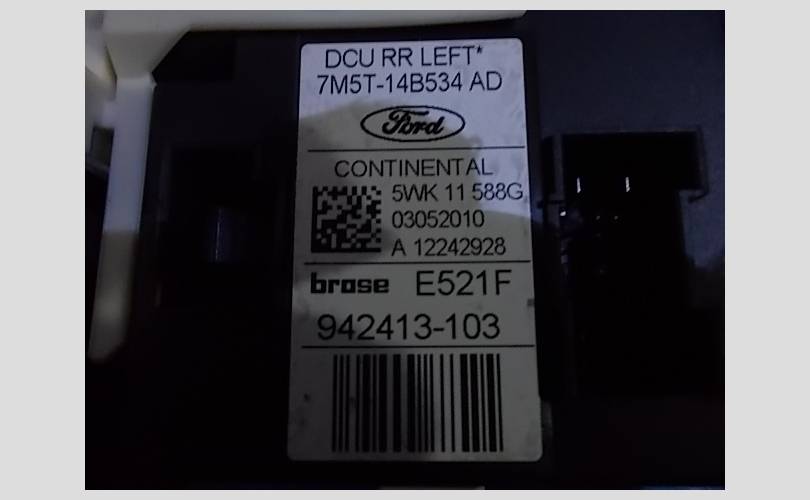 DCU RR LEFT*
7M5T-14B534 AD
Ford
CONTINENTAL
5WK 11 588G
03052010
A 12242928
brose E521F
942413-103